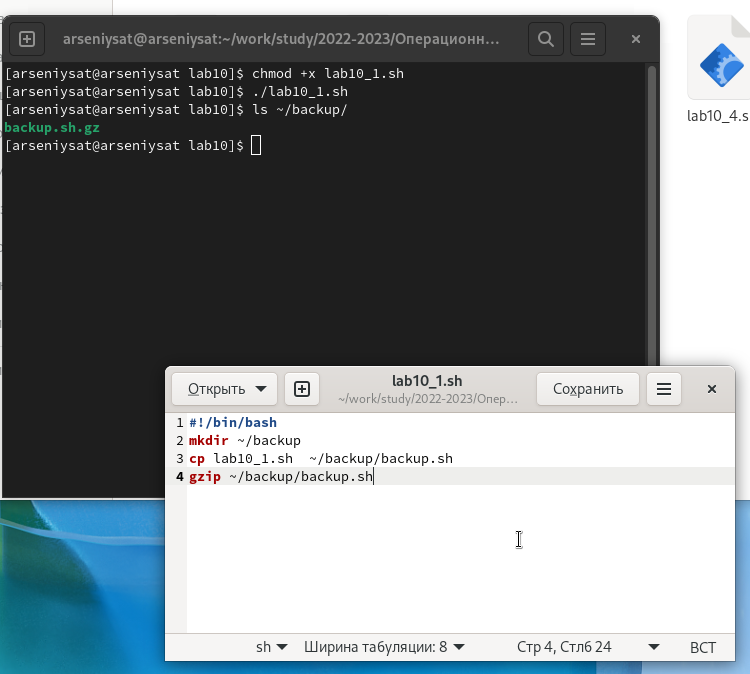 arseniysat@arseniysat:~/work/study/2022-2023/Операционн…
[arseniysat@arseniysat lab10]$ chmod +x lab10_1.sh
[arseniysat@arseniysat lab10]$ ./lab10_1.sh
[arseniysat@arseniysat lab10]$ ls ~/backup/
backup.sh.gz
[arseniysat@arseniysat lab10]$
lab10_4.s
Открыть
lab10_1.sh
~/work/study/2022-2023/Опер…
Сохранить
1 #!/bin/bash
2 mkdir ~/backup
3 cp lab10_1.sh  ~/backup/backup.sh
4 gzip ~/backup/backup.sh
sh Ширина табуляции: 8 Стр 4, Стлб 24 ВСТ